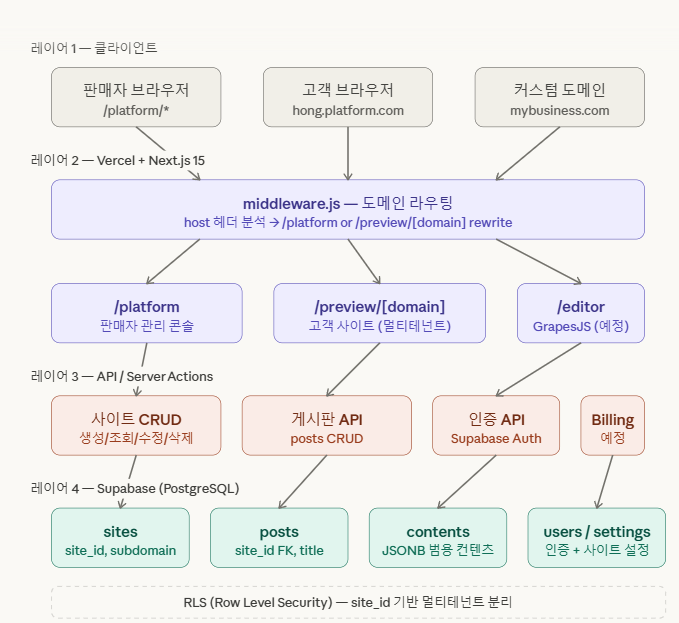 레이어 1 — 클라이언트
판매자 브라우저
/platform/*
고객 브라우저
hong.platform.com
커스텀 도메인
mybusiness.com
레이어 2 — Vercel + Next.js 15
middleware.js — 도메인 라우팅
host 헤더 분석 → /platform or /preview/[domain] rewrite
/platform
판매자 관리 콘솔
/preview/[domain]
고객 사이트 (멀티테넌트)
/editor
GrapesJS (예정)
레이어 3 — API / Server Actions
사이트 CRUD
생성/조회/수정/삭제
게시판 API
posts CRUD
인증 API
Supabase Auth
Billing
예정
레이어 4 — Supabase (PostgreSQL)
sites
site_id, subdomain
posts
site_id FK, title
contents
JSONB 범용 컨텐츠
users / settings
인증 + 사이트 설정
RLS (Row Level Security) — site_id 기반 멀티테넌트 분리